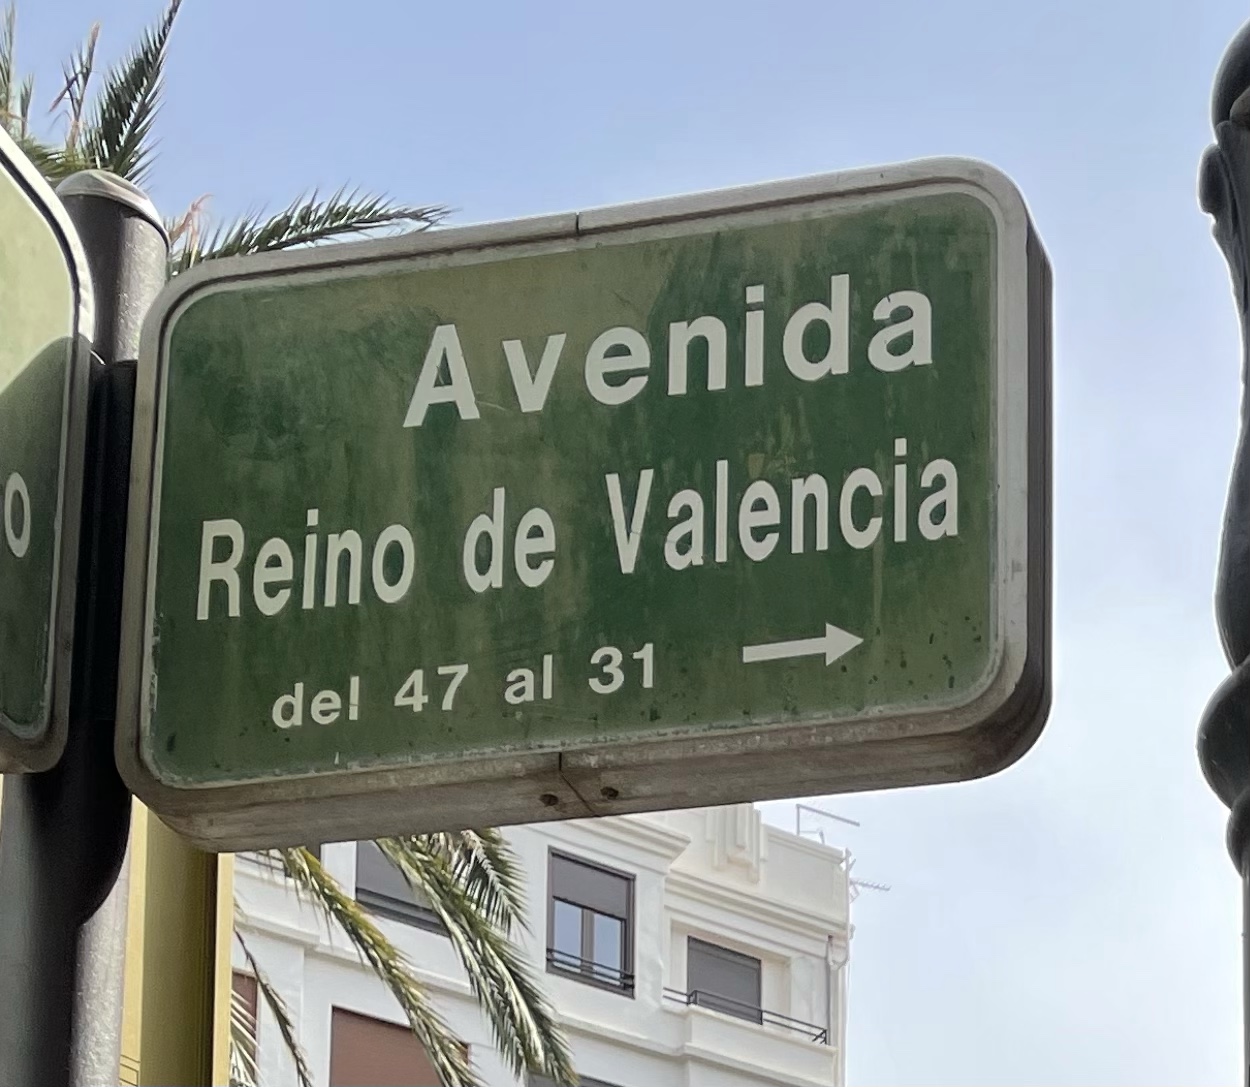 Avenida
Reino de Valencia
del 47 al 31